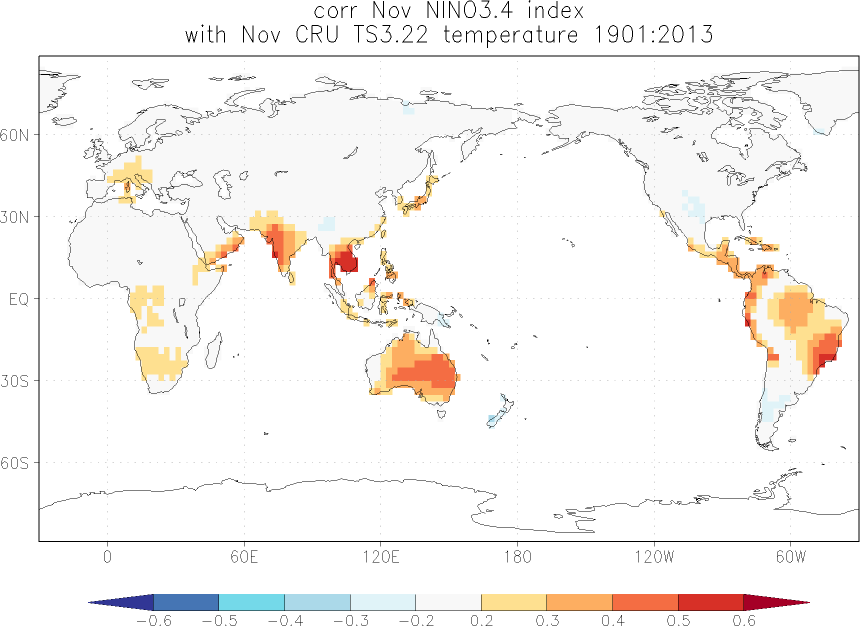 corr Nov NINO3.4 index
with Nov CRU TS3.22 temperature 1901:2013
60N
30N
EQ
30S
60S
0 60E 120E 180 120W 60W
−0.6 −0.5 −0.4 −0.3 −0.2 0.2 0.3 0.4 0.5 0.6